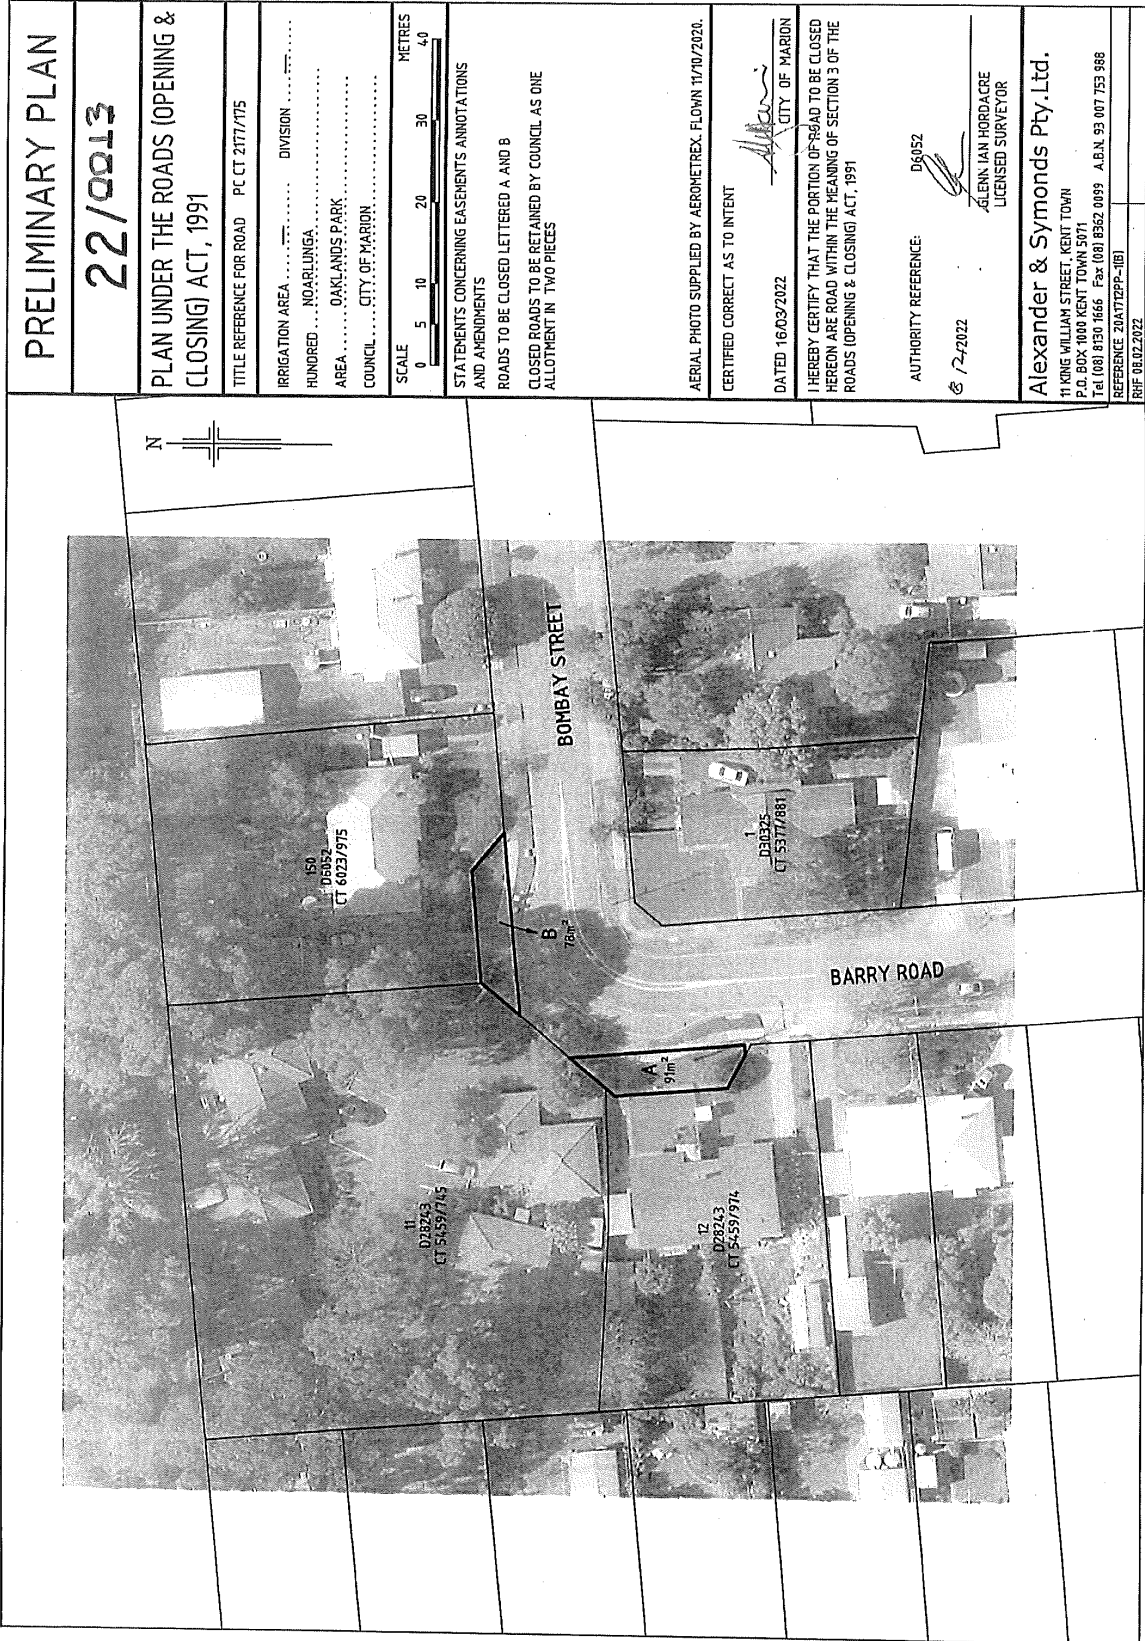 PRELIMINARY PLAN
22/0013
PLAN UNDER THE ROADS (OPENING &
CLOSING) ACT, 1991
TITLE REFERENCE FOR ROAD PC CT 2177/175
IRRIGATION AREA ...... — ...... DIVISION ...... — ......
HUNDRED .... NOARLUNGA
AREA ........ OAKLANDS PARK
COUNCIL ..... CITY OF MARION
SCALE METRES
0 5 10 20 30 40
STATEMENTS CONCERNING EASEMENTS ANNOTATIONS
AND AMENDMENTS
ROADS TO BE CLOSED LETTERED A AND B
CLOSED ROADS TO BE RETAINED BY COUNCIL AS ONE
ALLOTMENT IN TWO PIECES
AERIAL PHOTO SUPPLIED BY AEROMETREX. FLOWN 11/10/2020.
CERTIFIED CORRECT AS TO INTENT
DATED 16/03/2022 CITY OF MARION
I HEREBY CERTIFY THAT THE PORTION OF ROAD TO BE CLOSED
HEREON ARE ROAD WITHIN THE MEANING OF SECTION 3 OF THE
ROADS (OPENING & CLOSING) ACT, 1991
AUTHORITY REFERENCE: D6052
/2/2022
GLENN IAN HORDACRE
LICENSED SURVEYOR
Alexander & Symonds Pty. Ltd.
11 KING WILLIAM STREET, KENT TOWN
P.O. BOX 1000 KENT TOWN 5071
Tel (08) 8130 1666 Fax (08) 8362 0099 A.B.N. 93 007 753 988
REFERENCE 20A1712PP-1(B)
RHF 08.02.2022
N
150
D6052
CT 6023/975
BOMBAY STREET
B
78m²
1
D30325
CT 5377/881
BARRY ROAD
A
91m²
11
D28243
CT 5459/745
12
D28243
CT 5459/974